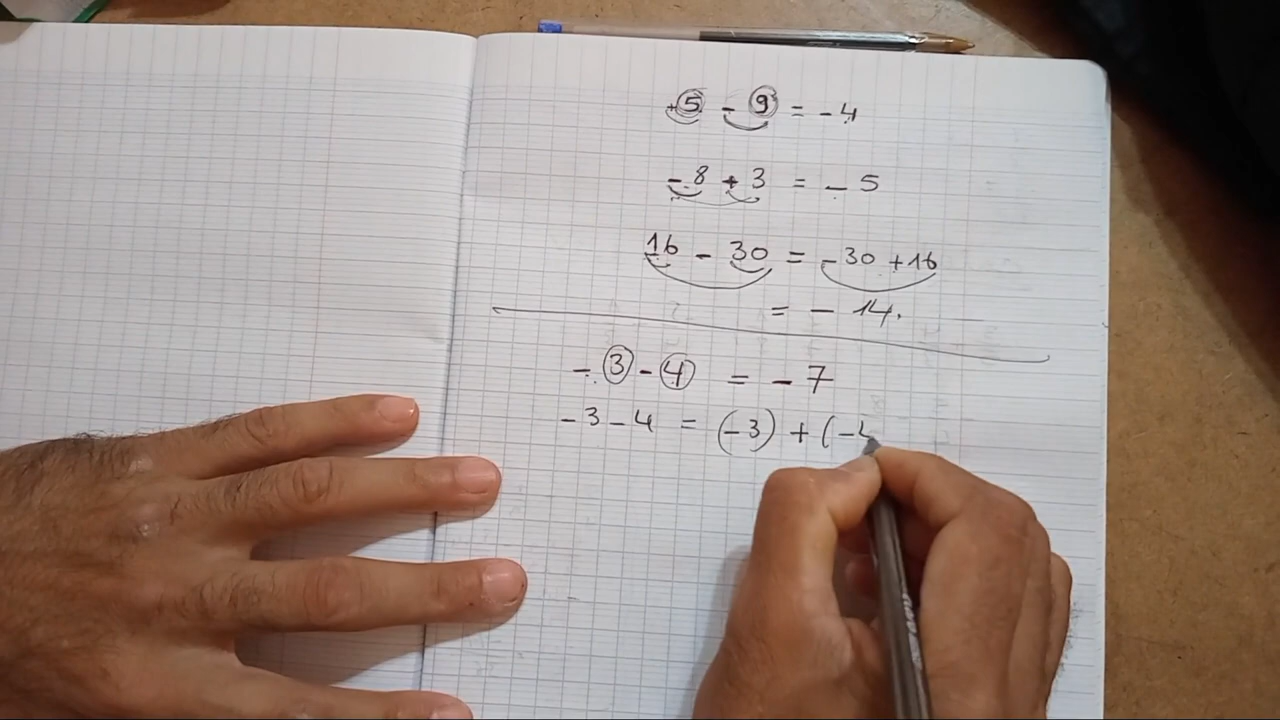 +5 - 9 = - 4
- 8 + 3 = - 5
16 - 30 = - 30 + 16
= - 14.
- 3 - 4 = - 7
- 3 - 4 = (-3) + (-4